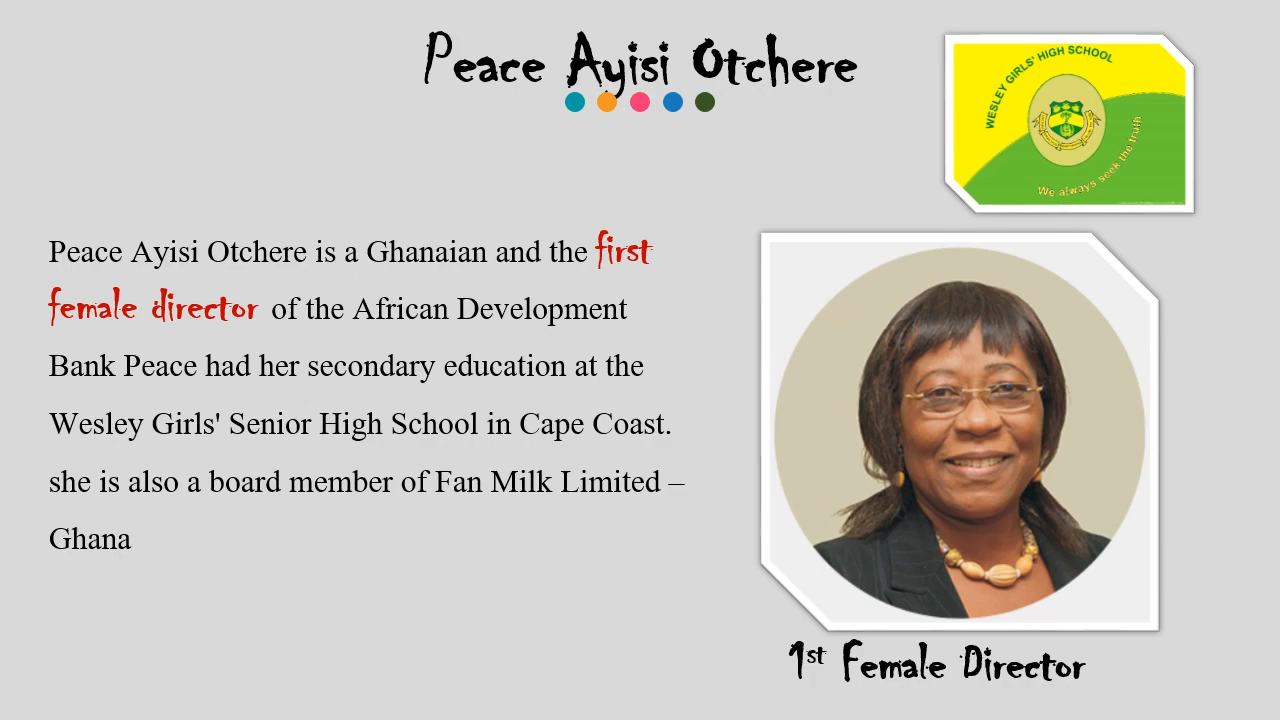 Peace Ayisi Otchere
WESLEY GIRLS' HIGH SCHOOL
We always seek the truth
Peace Ayisi Otchere is a Ghanaian and the first
female director of the African Development
Bank Peace had her secondary education at the
Wesley Girls' Senior High School in Cape Coast.
she is also a board member of Fan Milk Limited –
Ghana
1st Female Director